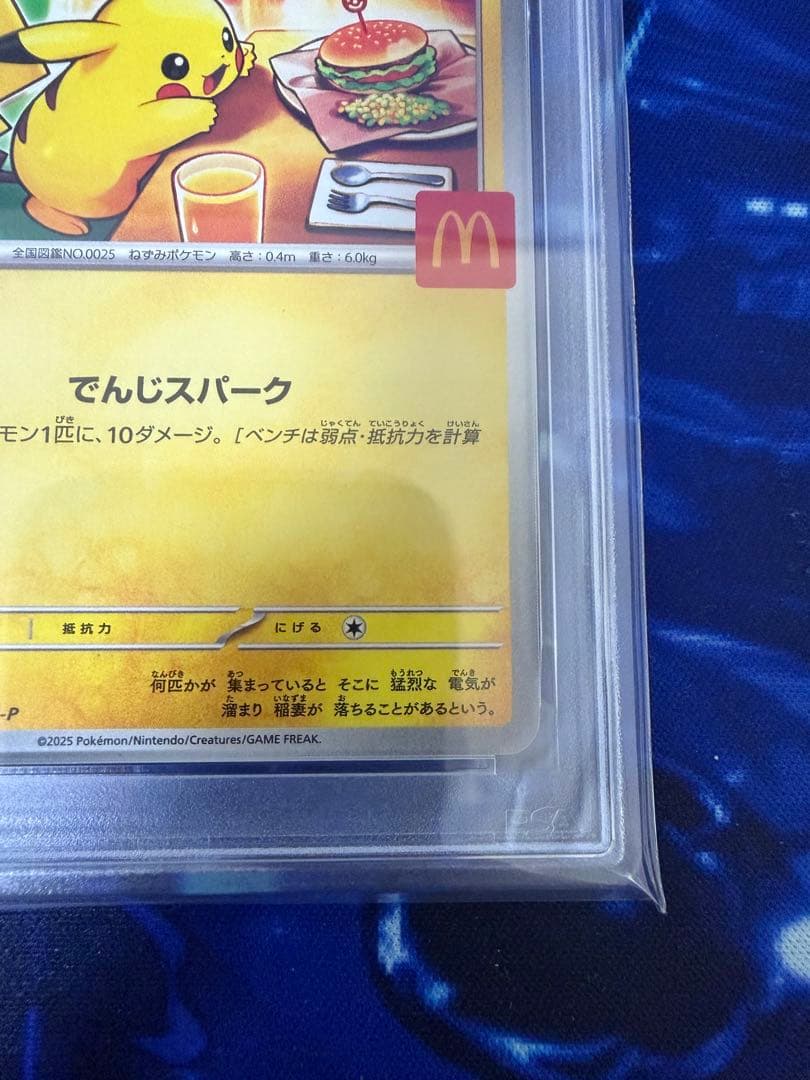 全国図鑑NO.0025 ねずみポケモン 高さ:0.4m 重さ:6.0kg
でんじスパーク
モン1匹に、10ダメージ。[ベンチは弱点・抵抗力を計算
抵抗力 にげる
何匹かが 集まっていると そこに 猛烈な 電気が
溜まり 稲妻が 落ちることがあるという。
-P
©2025 Pokémon/Nintendo/Creatures/GAME FREAK.
PSA